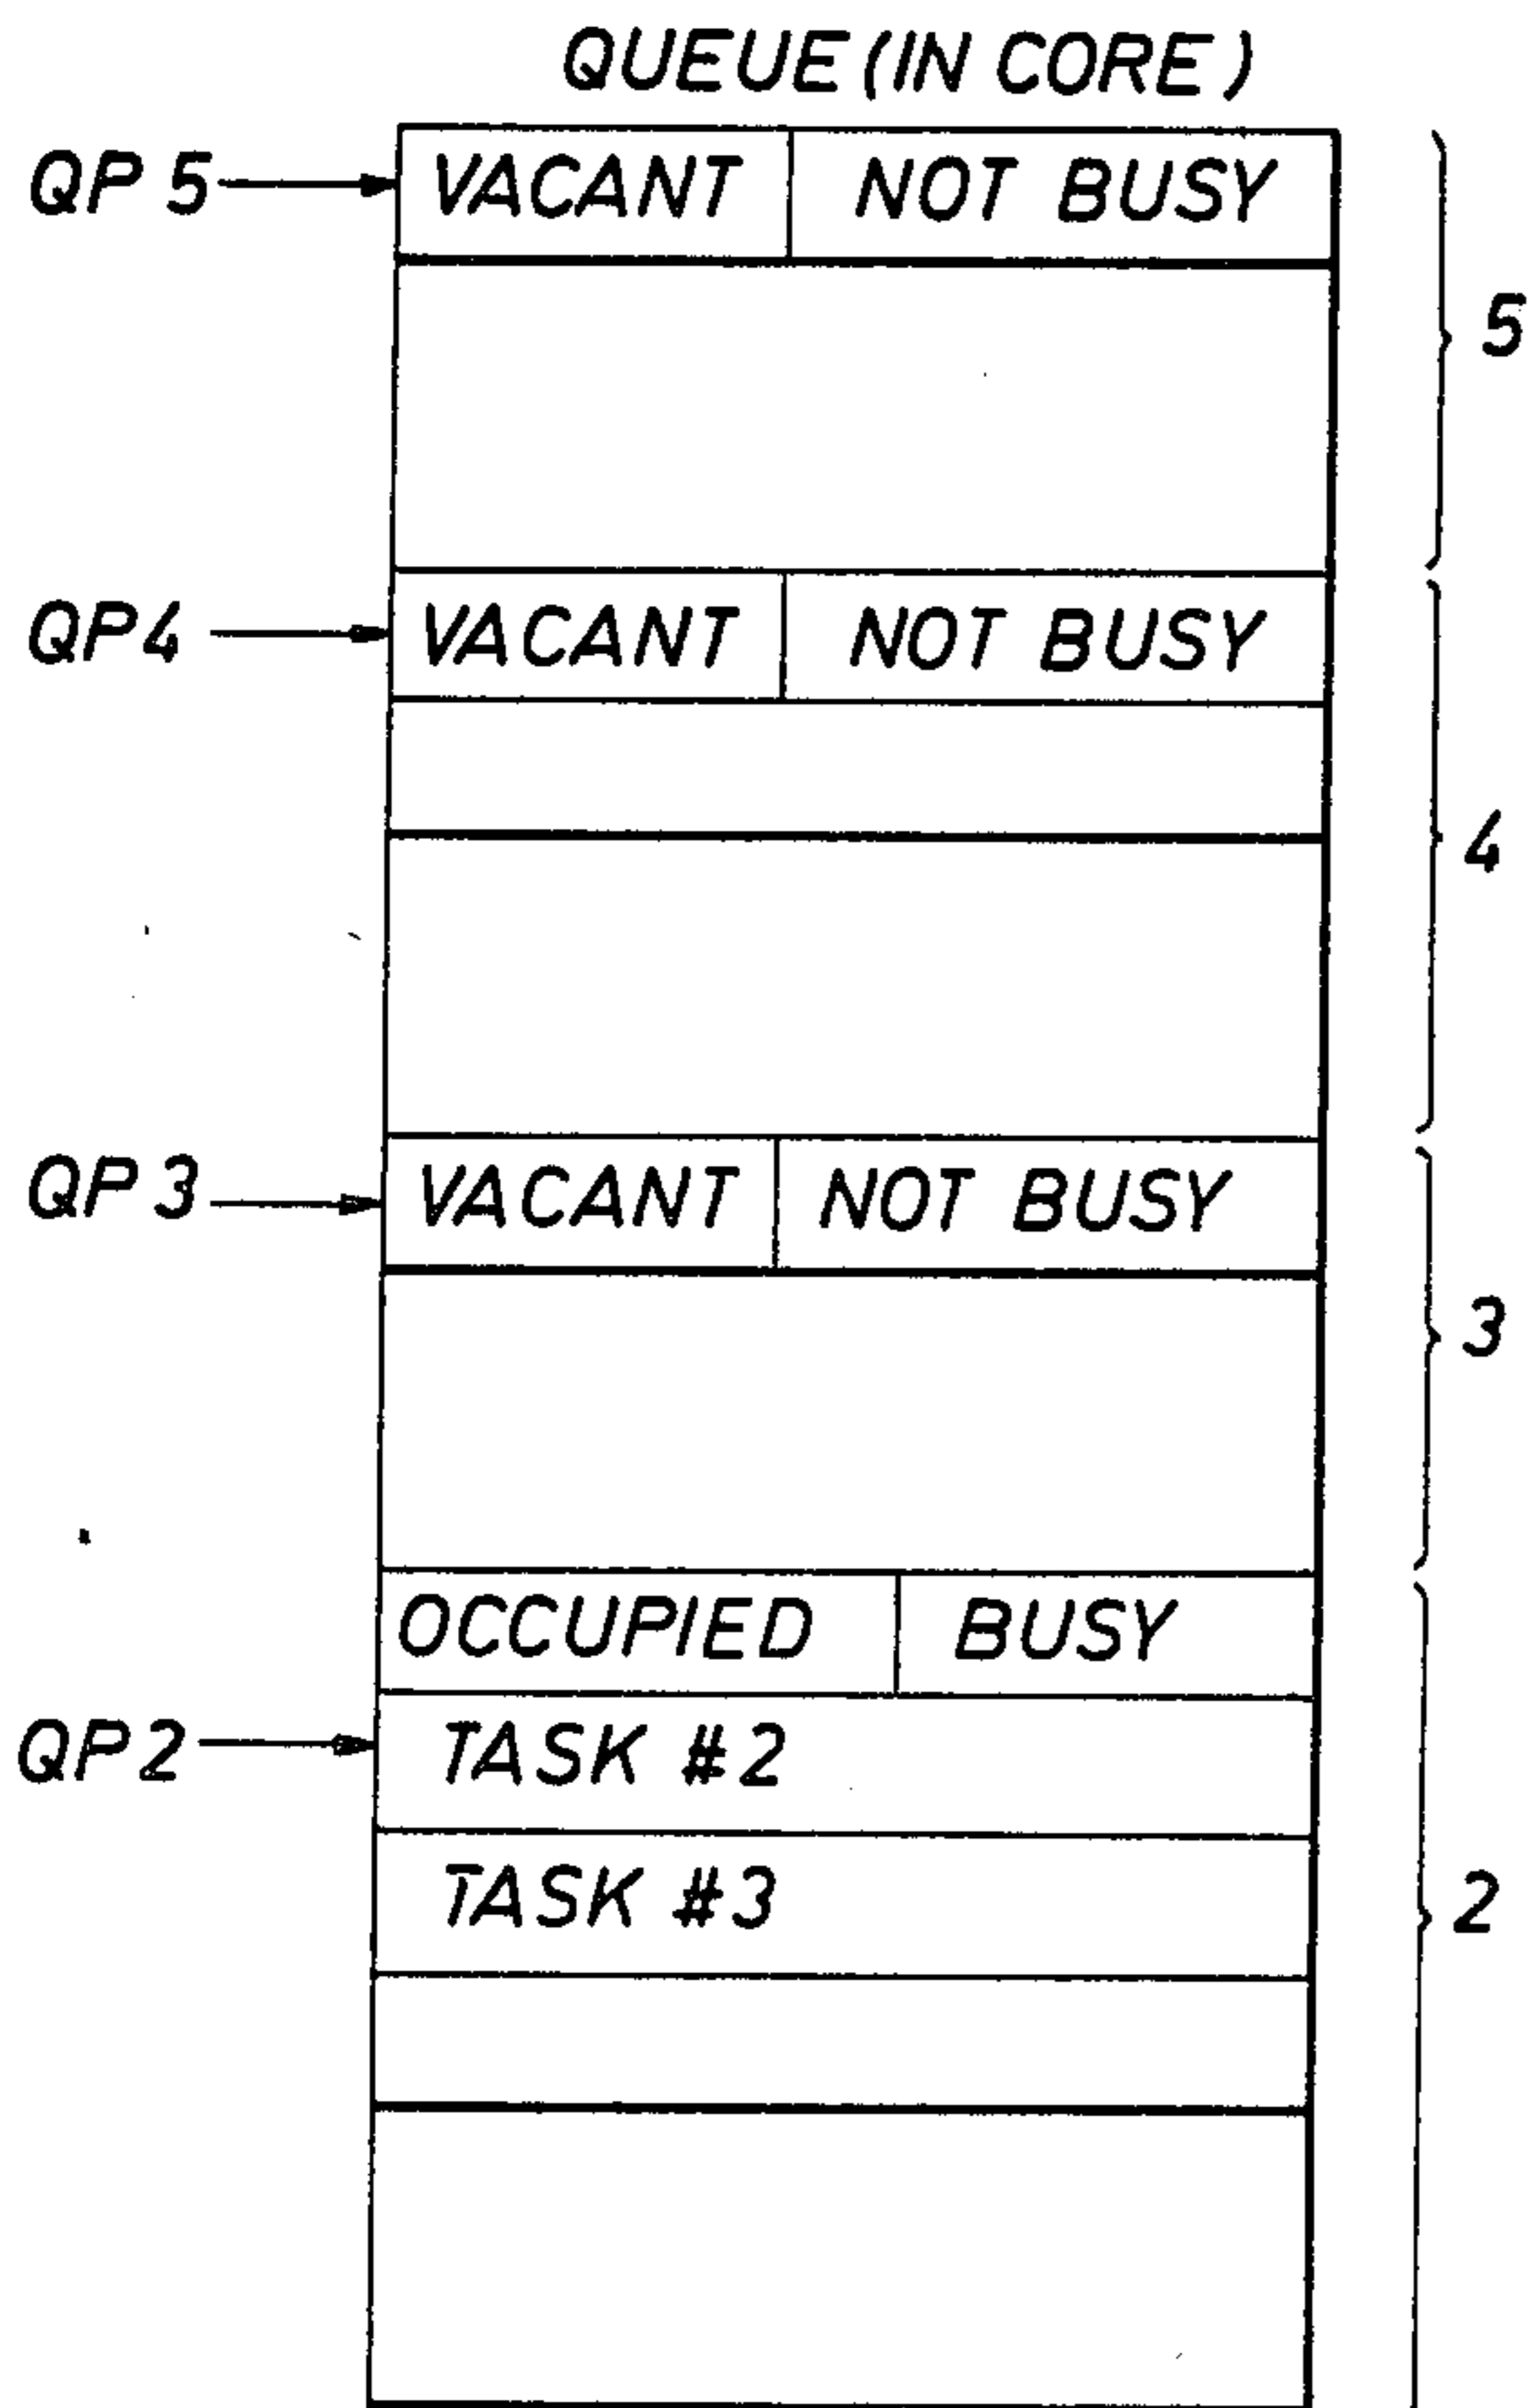 QUEUE (IN CORE)
QP 5 VACANT NOT BUSY
5
QP4 VACANT NOT BUSY
4
QP 3 VACANT NOT BUSY
3
OCCUPIED BUSY
QP2 TASK #2
TASK #3
2